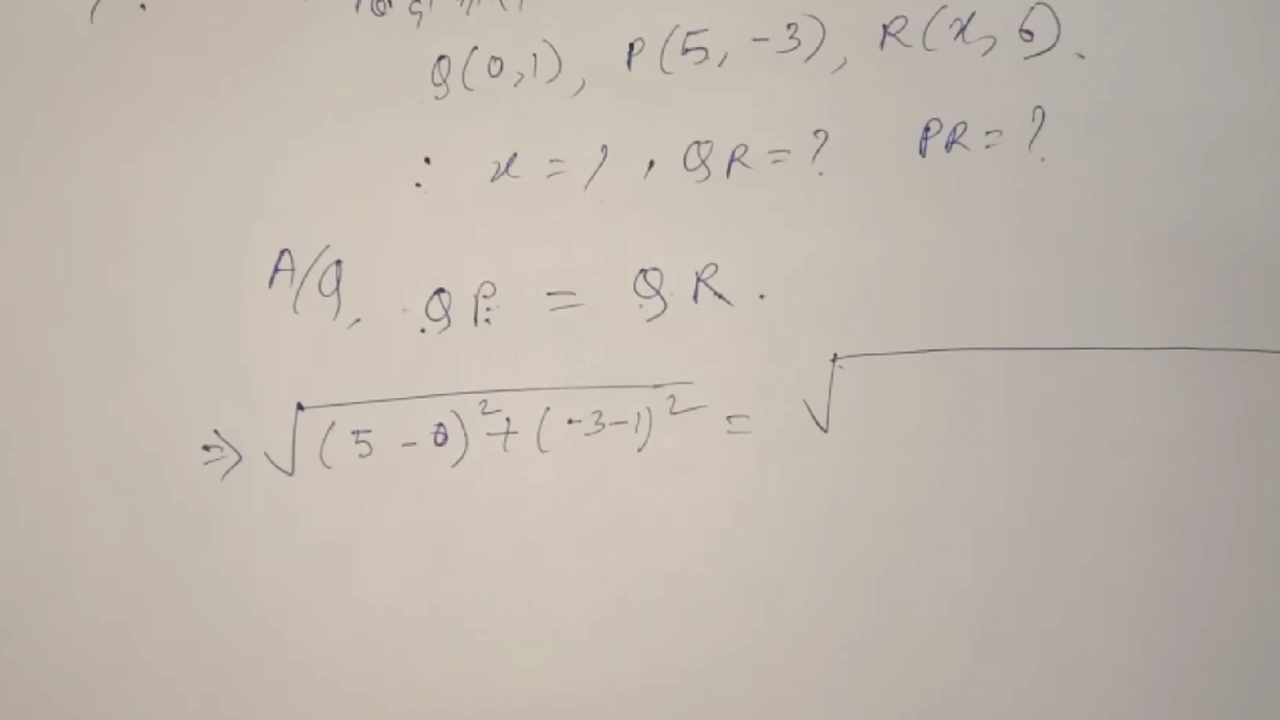 Q(0,1), P(5,-3), R(x, 6).
: x = ?, QR = ? PR = ?
A/Q, QP = QR.
⇒ √(5-0)²+(-3-1)² = √